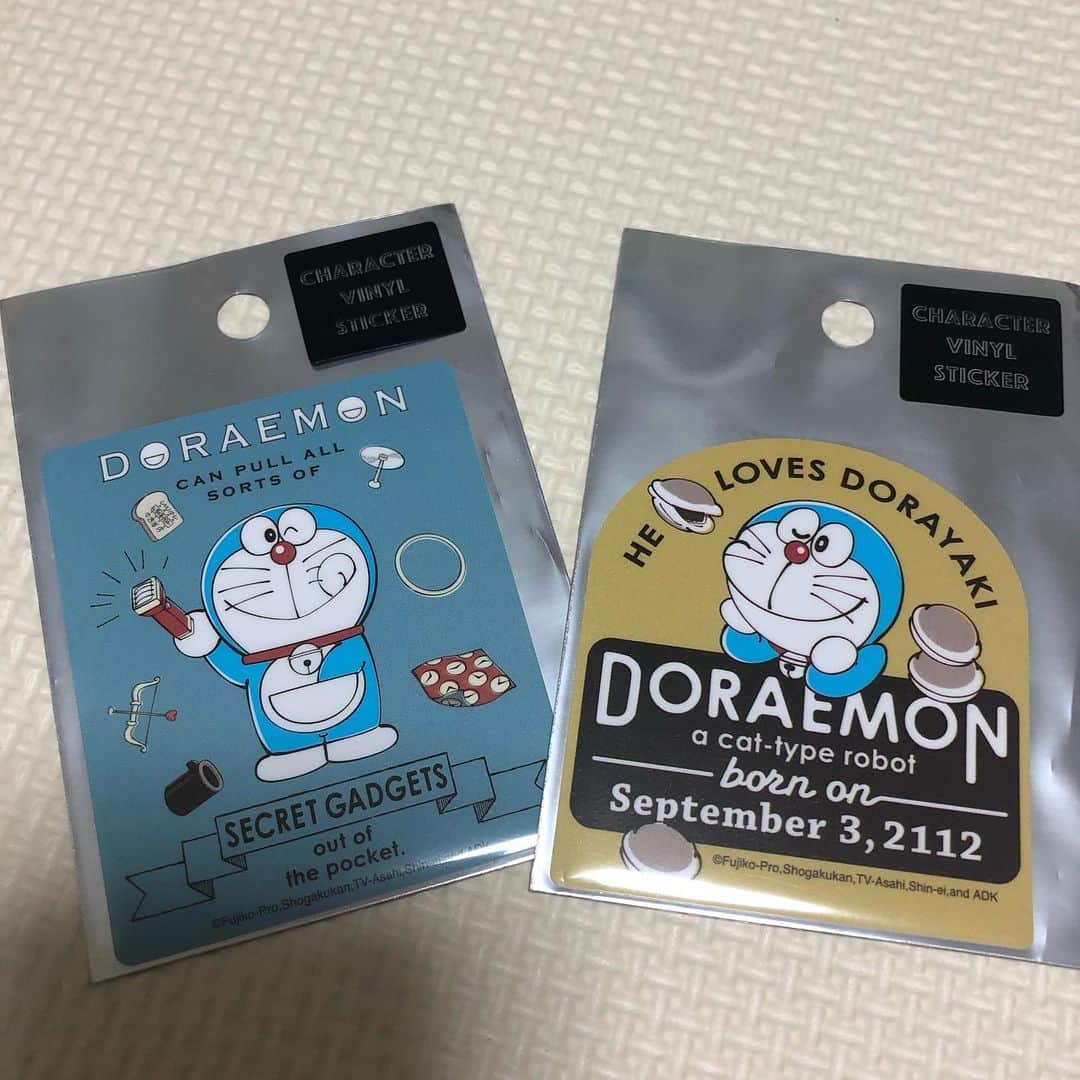 CHARACTER
VINYL
STICKER
DORAEMON
CAN PULL ALL
SORTS OF
SECRET GADGETS
out of
the pocket.
©Fujiko-Pro,Shogakukan,TV-Asahi,Shin-ei,and ADK
CHARACTER
VINYL
STICKER
HE LOVES DORAYAKI
DORAEMON
a cat-type robot
born on
September 3,2112
©Fujiko-Pro,Shogakukan,TV-Asahi,Shin-ei,and ADK